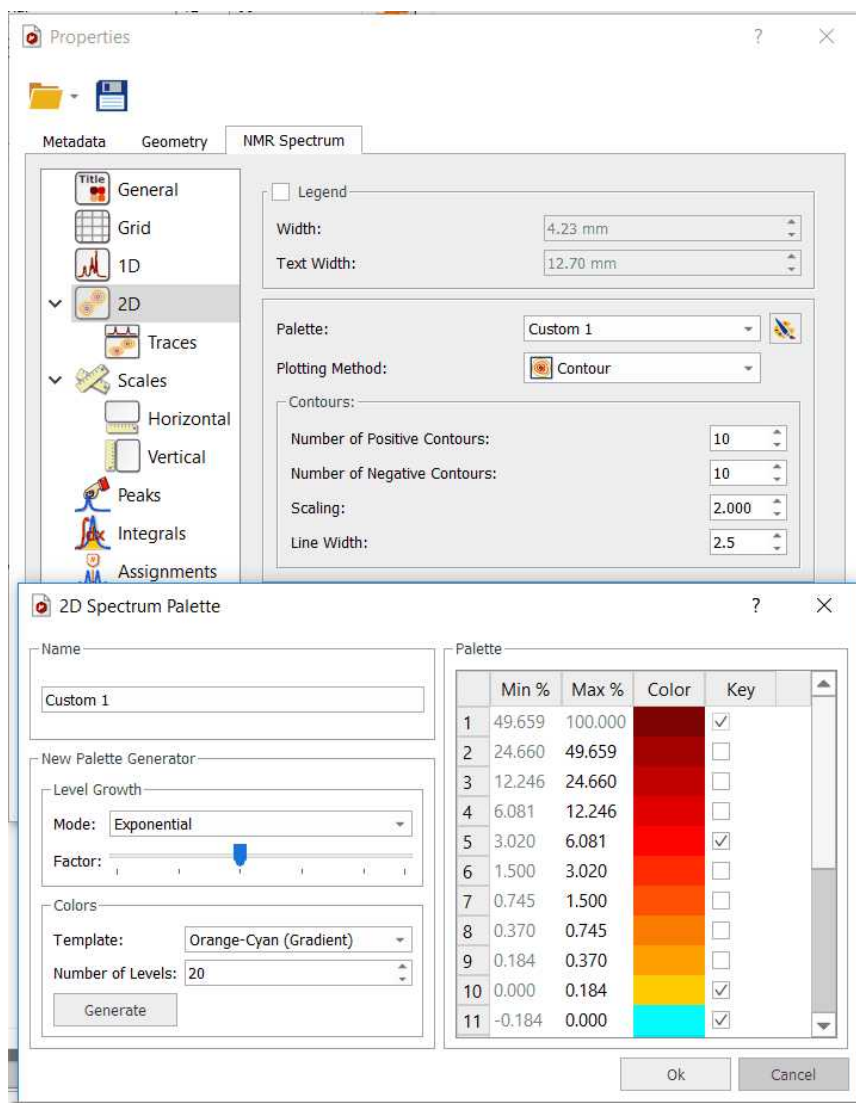 Properties ?
Metadata Geometry NMR Spectrum
Title
General
Grid
1D
2D
Traces
Scales
Horizontal
Vertical
Peaks
Integrals
Assignments
Legend
Width: 4.23 mm
Text Width: 12.70 mm
Palette: Custom 1
Plotting Method: Contour
Contours:
Number of Positive Contours: 10
Number of Negative Contours: 10
Scaling: 2.000
Line Width: 2.5
2D Spectrum Palette ?
Name
Custom 1
New Palette Generator
Level Growth
Mode: Exponential
Factor:
Colors
Template: Orange-Cyan (Gradient)
Number of Levels: 20
Generate
Palette
Min % Max % Color Key
1 49.659 100.000
2 24.660 49.659
3 12.246 24.660
4 6.081 12.246
5 3.020 6.081
6 1.500 3.020
7 0.745 1.500
8 0.370 0.745
9 0.184 0.370
10 0.000 0.184
11 -0.184 0.000
Ok Cancel